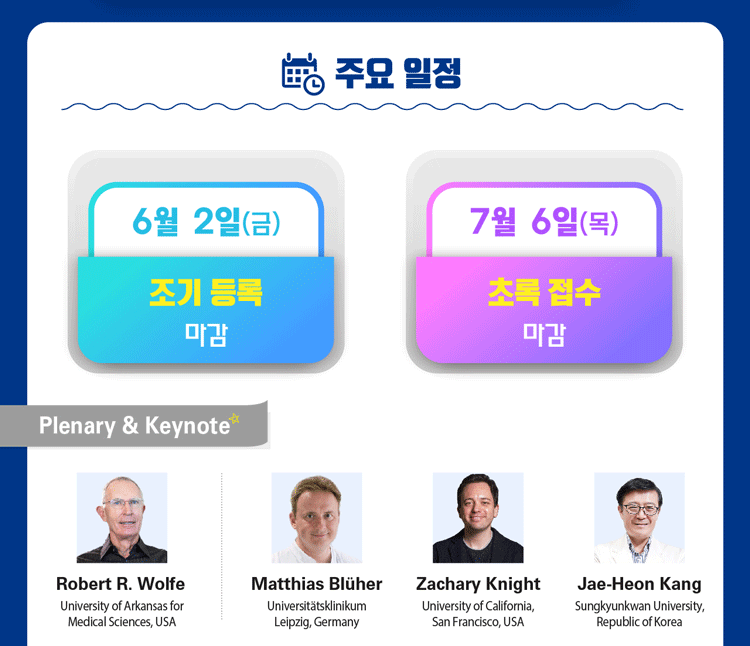 주요 일정
6월 2일(금)
조기 등록
마감
7월 6일(목)
초록 접수
마감
Plenary & Keynote
Robert R. Wolfe
University of Arkansas for
Medical Sciences, USA
Matthias Blüher
Universitätsklinikum
Leipzig, Germany
Zachary Knight
University of California,
San Francisco, USA
Jae-Heon Kang
Sungkyunkwan University,
Republic of Korea